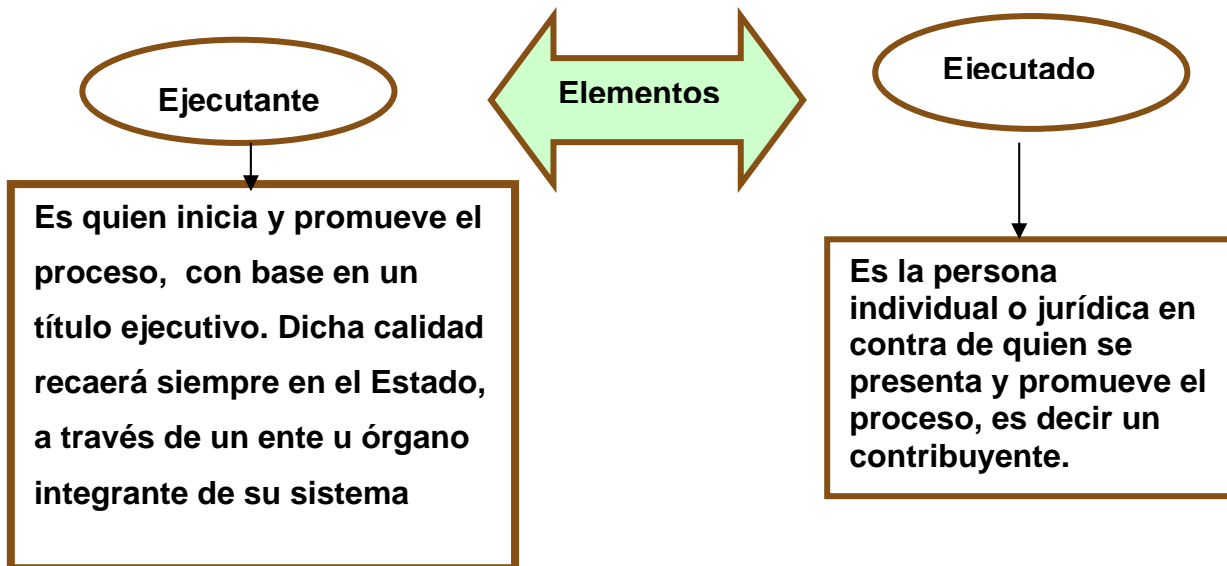 Ejecutante
Elementos
Ejecutado
Es quien inicia y promueve el
proceso, con base en un
título ejecutivo. Dicha calidad
recaerá siempre en el Estado,
a través de un ente u órgano
integrante de su sistema
Es la persona
individual o jurídica en
contra de quien se
presenta y promueve el
proceso, es decir un
contribuyente.